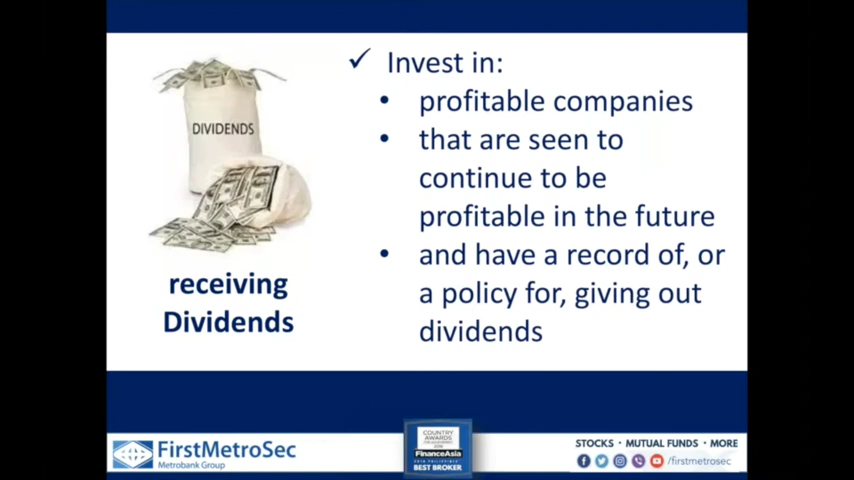 DIVIDENDS
receiving
Dividends
✓ Invest in:
• profitable companies
• that are seen to
continue to be
profitable in the future
• and have a record of, or
a policy for, giving out
dividends
FirstMetroSec
Metrobank Group
COUNTRY
AWARDS
FinanceAsia
BEST BROKER
STOCKS • MUTUAL FUNDS • MORE
/firstmetrosec